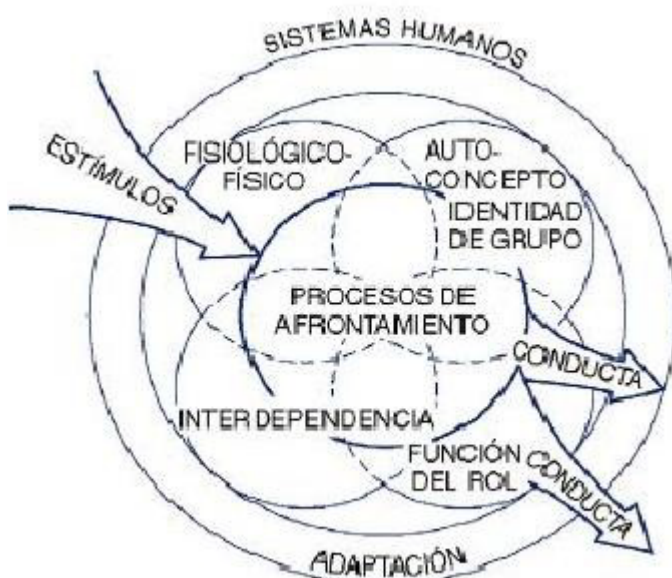 SISTEMAS HUMANOS
ESTÍMULOS
FISIOLÓGICO-
FÍSICO
AUTO-
CONCEPTO
IDENTIDAD
DE GRUPO
PROCESOS DE
AFRONTAMIENTO
CONDUCTA
INTERDEPENDENCIA
FUNCIÓN
DEL ROL
CONDUCTA
ADAPTACIÓN